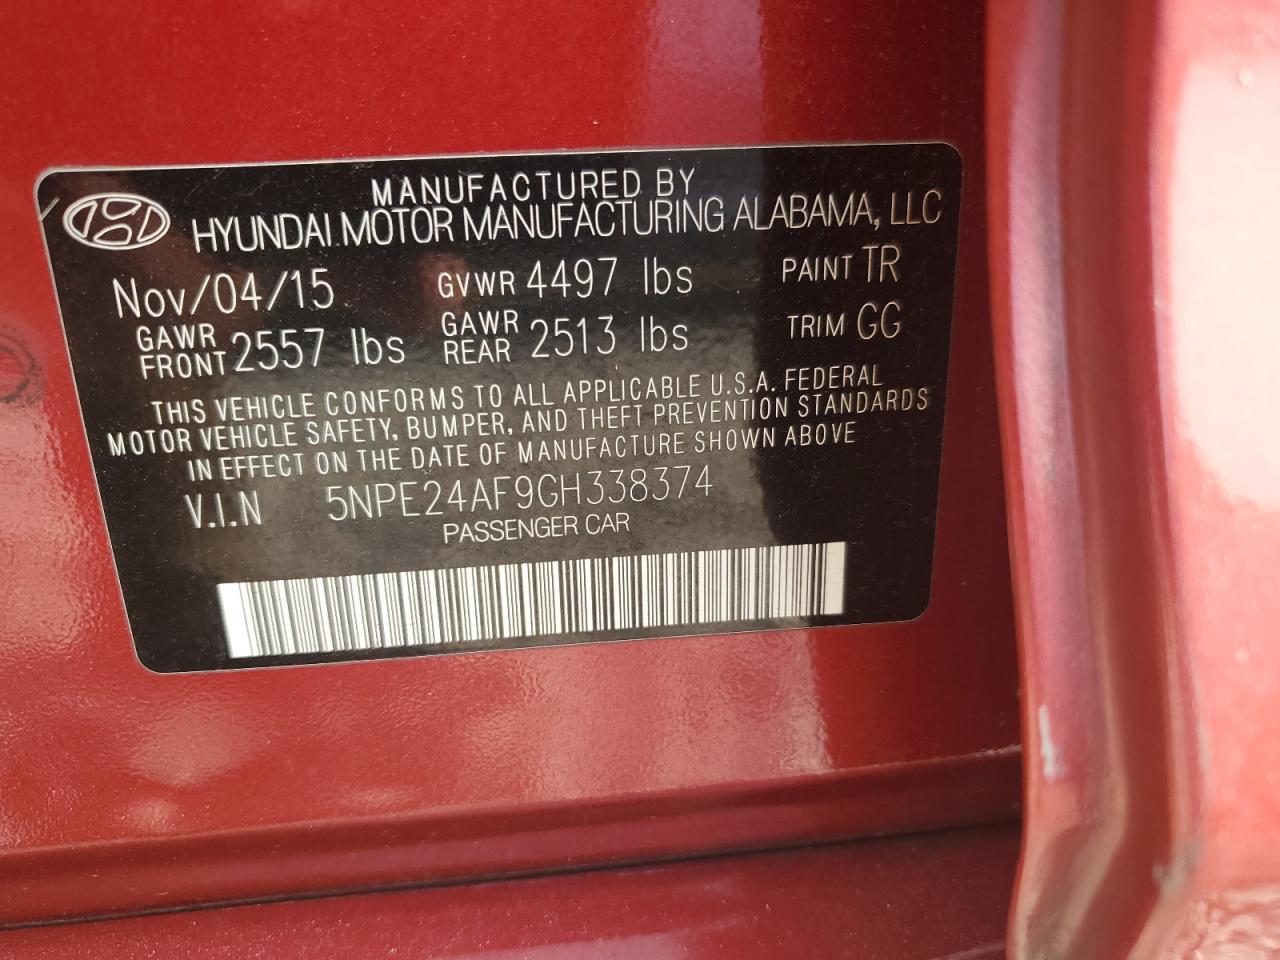 MANUFACTURED BY
HYUNDAI MOTOR MANUFACTURING ALABAMA, LLC
Nov/04/15 GVWR 4497 lbs PAINT TR
GAWR FRONT 2557 lbs GAWR REAR 2513 lbs TRIM GG
THIS VEHICLE CONFORMS TO ALL APPLICABLE U.S.A. FEDERAL
MOTOR VEHICLE SAFETY, BUMPER, AND THEFT PREVENTION STANDARDS
IN EFFECT ON THE DATE OF MANUFACTURE SHOWN ABOVE
V.I.N 5NPE24AF9GH338374
PASSENGER CAR